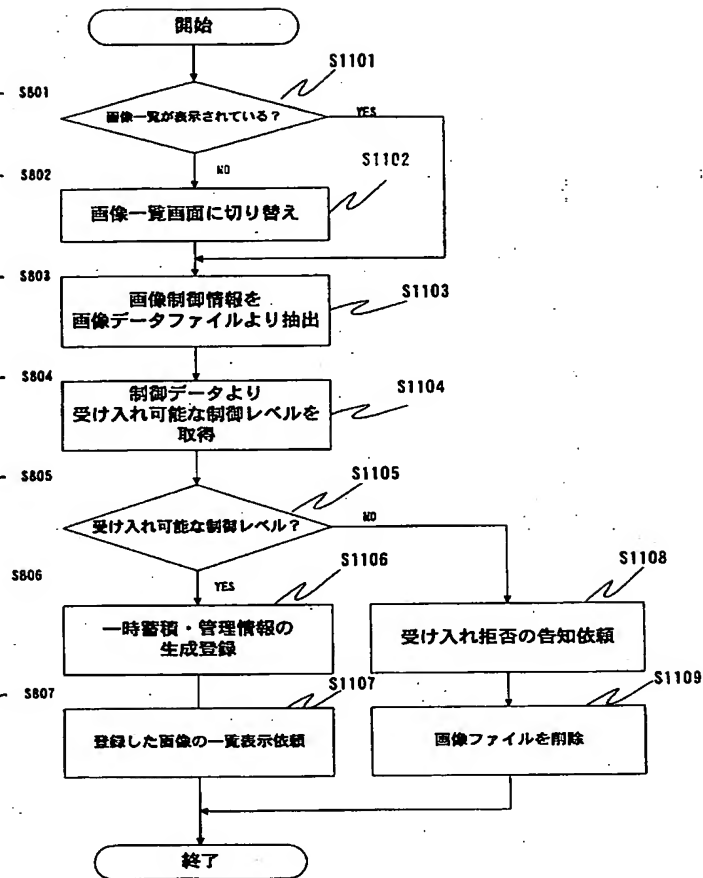 開始
S1101
S801
画像一覧が表示されている？
YES
NO
S802
S1102
画像一覧画面に切り替え
S803
S1103
画像制御情報を
画像データファイルより抽出
S804
制御データより
受け入れ可能な制御レベルを
取得
S1104
S805
S1105
受け入れ可能な制御レベル？
NO
YES
S806
S1106
S1108
一時蓄積・管理情報の
生成登録
受け入れ拒否の告知依頼
S807
S1107
S1109
登録した画像の一覧表示依頼
画像ファイルを削除
終了